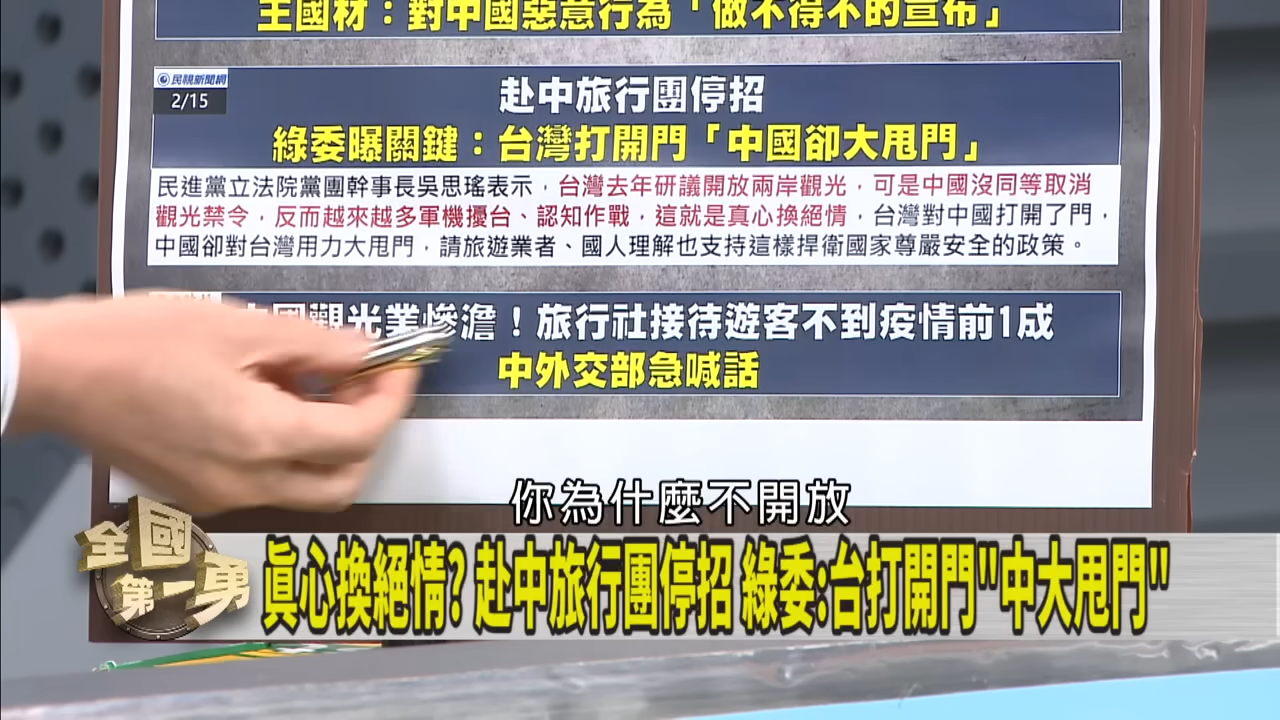 王國材：對中國惡意行為「做不得不的宣布」
民視新聞網
2/15
赴中旅行團停招
綠委曝關鍵：台灣打開門「中國卻大甩門」
民進黨立法院黨團幹事長吳思瑤表示，台灣去年研議開放兩岸觀光，可是中國沒同等取消
觀光禁令，反而越來越多軍機擾台、認知作戰，這就是真心換絕情，台灣對中國打開了門，
中國卻對台灣用力大甩門，請旅遊業者、國人理解也支持這樣捍衛國家尊嚴安全的政策。
國觀光業慘澹！旅行社接待遊客不到疫情前1成
中外交部急喊話
你為什麼不開放
全國第一勇
真心換絕情？赴中旅行團停招 綠委:台打開門"中大甩門"